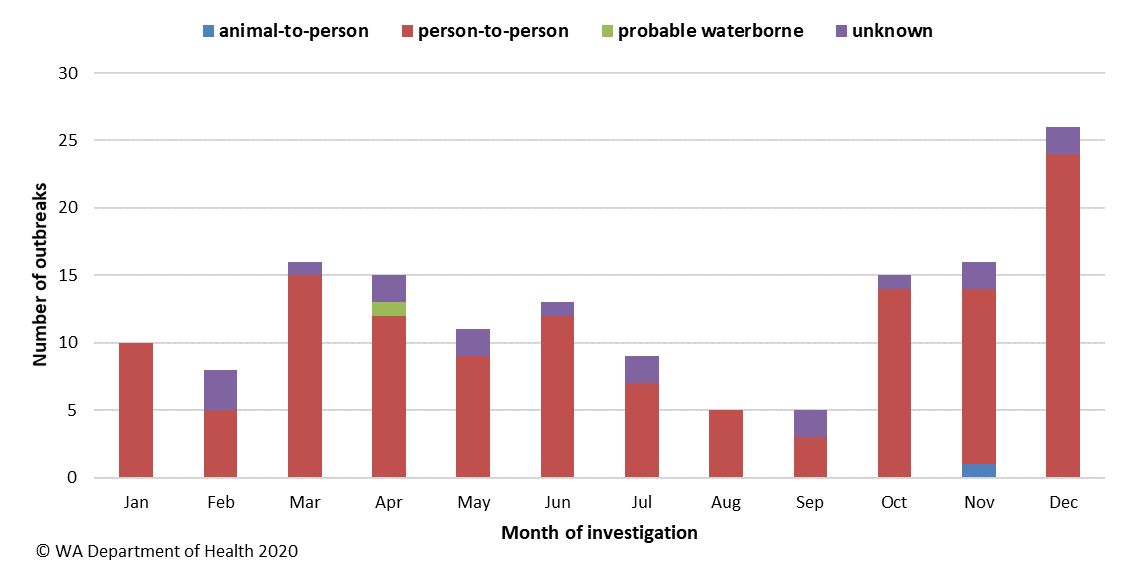 animal-to-person person-to-person probable waterborne unknown
30
25
20
15
10
5
0
Number of outbreaks
Jan Feb Mar Apr May Jun Jul Aug Sep Oct Nov Dec
Month of investigation
© WA Department of Health 2020